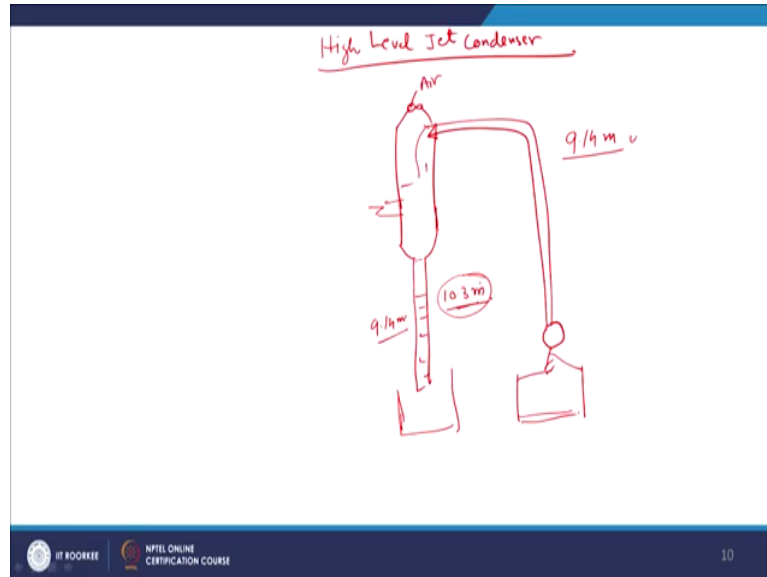 High Level Jet Condenser
Air
9.14 m
10.3 m
9.14 m
IIT ROORKEE
NPTEL ONLINE
CERTIFICATION COURSE
10